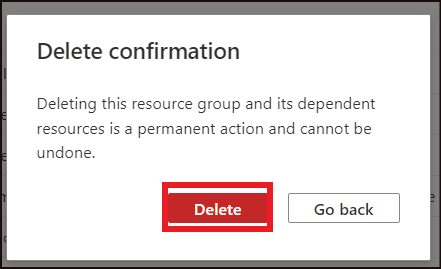 Delete confirmation
Deleting this resource group and its dependent
resources is a permanent action and cannot be
undone.
Delete
Go back